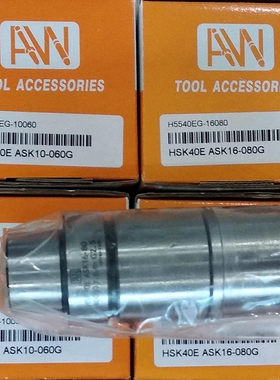 AW
AW
TOOL ACCESSORIES
TOOL ACCESSORIES
EG-10060
H5540EG-16080
0E ASK10-060G
HSK40E ASK16-080G
ASK10-060G
HSK40E ASK16-080G